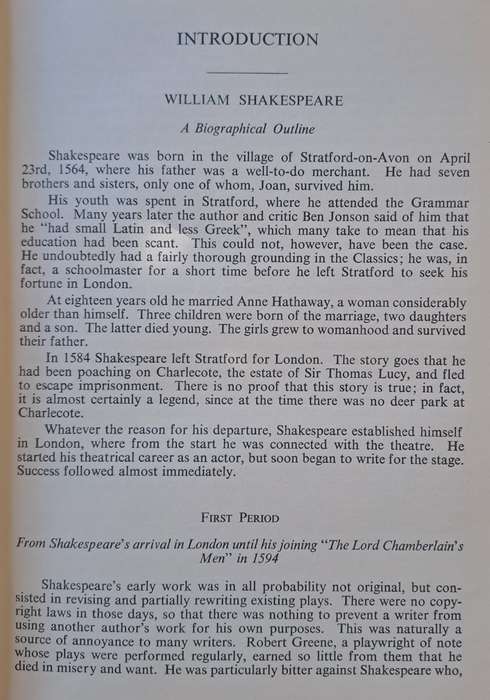 INTRODUCTION
WILLIAM SHAKESPEARE
A Biographical Outline
Shakespeare was born in the village of Stratford-on-Avon on April
23rd, 1564, where his father was a well-to-do merchant. He had seven
brothers and sisters, only one of whom, Joan, survived him.
His youth was spent in Stratford, where he attended the Grammar
School. Many years later the author and critic Ben Jonson said of him that
he "had small Latin and less Greek", which many take to mean that his
education had been scant. This could not, however, have been the case.
He undoubtedly had a fairly thorough grounding in the Classics; he was, in
fact, a schoolmaster for a short time before he left Stratford to seek his
fortune in London.
At eighteen years old he married Anne Hathaway, a woman considerably
older than himself. Three children were born of the marriage, two daughters
and a son. The latter died young. The girls grew to womanhood and survived
their father.
In 1584 Shakespeare left Stratford for London. The story goes that he
had been poaching on Charlecote, the estate of Sir Thomas Lucy, and fled
to escape imprisonment. There is no proof that this story is true; in fact,
it is almost certainly a legend, since at the time there was no deer park at
Charlecote.
Whatever the reason for his departure, Shakespeare established himself
in London, where from the start he was connected with the theatre. He
started his theatrical career as an actor, but soon began to write for the stage.
Success followed almost immediately.
FIRST PERIOD
From Shakespeare's arrival in London until his joining "The Lord Chamberlain's
Men" in 1594
Shakespeare's early work was in all probability not original, but con-
sisted in revising and partially rewriting existing plays. There were no copy-
right laws in those days, so that there was nothing to prevent a writer from
using another author's work for his own purposes. This was naturally a
source of annoyance to many writers. Robert Greene, a playwright of note
whose plays were performed regularly, earned so little from them that he
died in misery and want. He was particularly bitter against Shakespeare who,